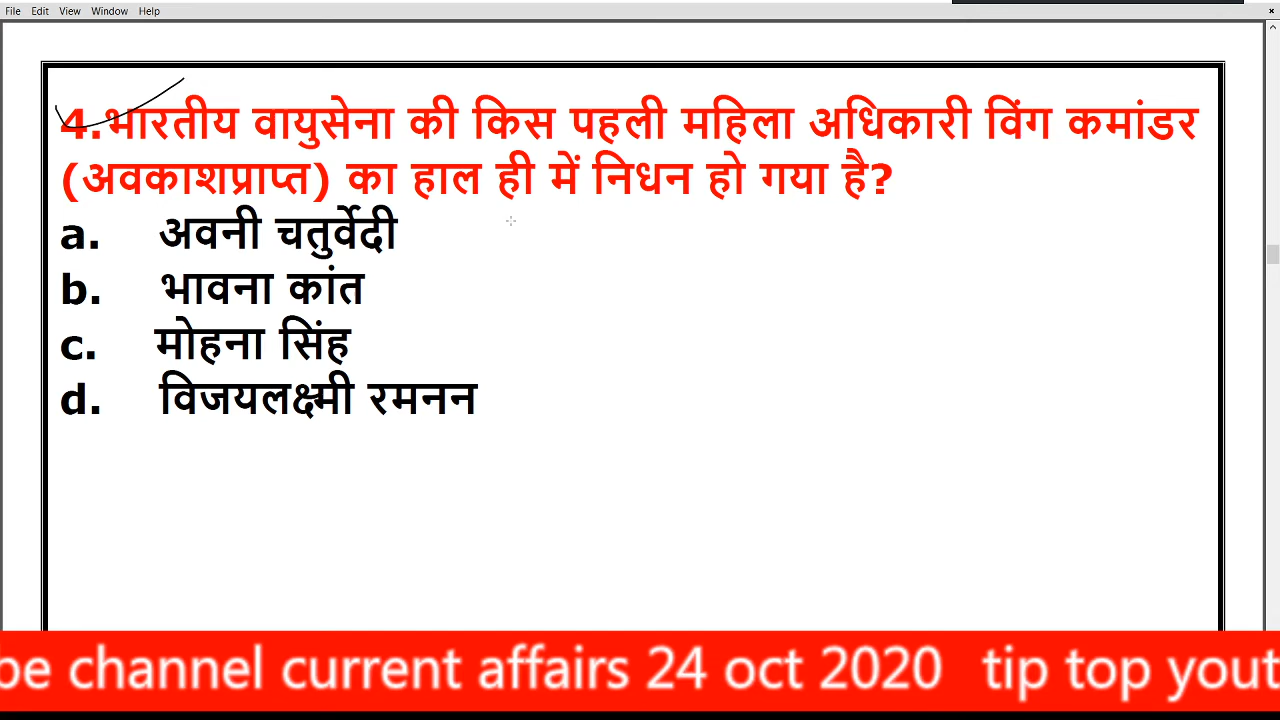 File Edit View Window Help
4.भारतीय वायुसेना की किस पहली महिला अधिकारी विंग कमांडर
(अवकाशप्राप्त) का हाल ही में निधन हो गया है?
a. अवनी चतुर्वेदी
b. भावना कांत
c. मोहना सिंह
d. विजयलक्ष्मी रमनन
be channel current affairs 24 oct 2020 tip top yout